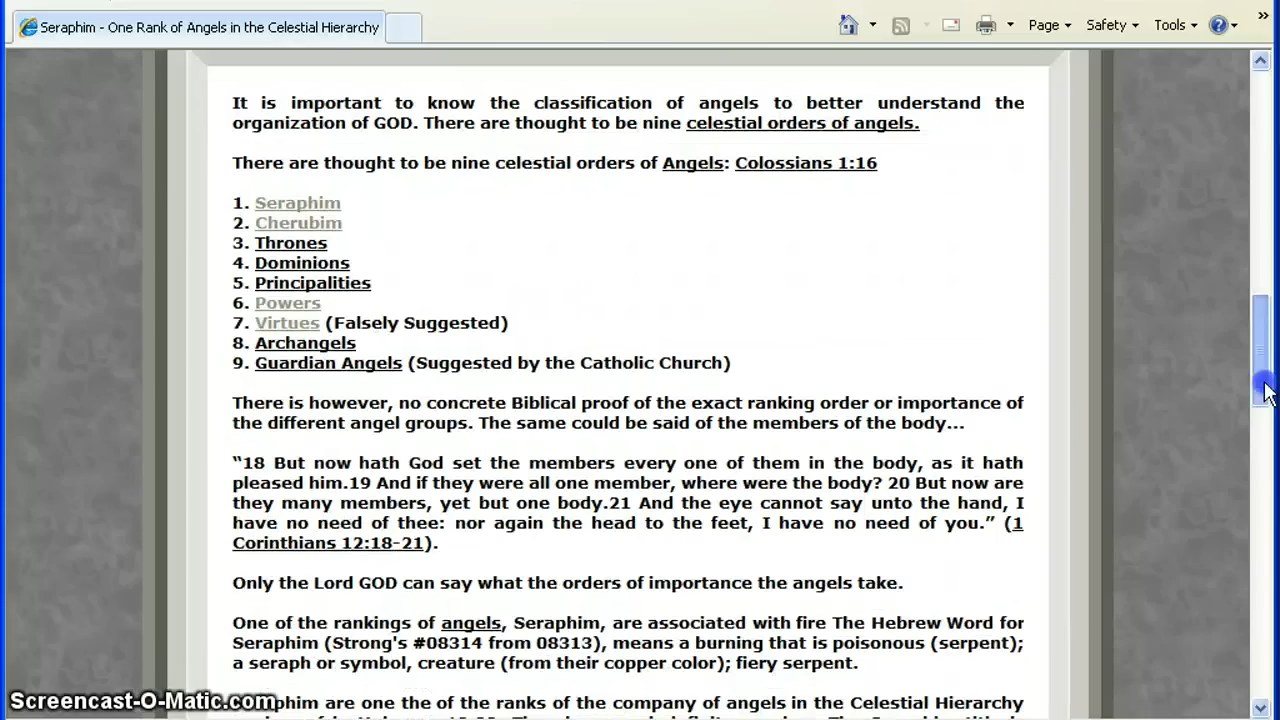 Seraphim - One Rank of Angels in the Celestial Hierarchy
Page Safety Tools
It is important to know the classification of angels to better understand the
organization of GOD. There are thought to be nine celestial orders of angels.
There are thought to be nine celestial orders of Angels: Colossians 1:16
1. Seraphim
2. Cherubim
3. Thrones
4. Dominions
5. Principalities
6. Powers
7. Virtues (Falsely Suggested)
8. Archangels
9. Guardian Angels (Suggested by the Catholic Church)
There is however, no concrete Biblical proof of the exact ranking order or importance of
the different angel groups. The same could be said of the members of the body…
“18 But now hath God set the members every one of them in the body, as it hath
pleased him.19 And if they were all one member, where were the body? 20 But now are
they many members, yet but one body.21 And the eye cannot say unto the hand, I
have no need of thee: nor again the head to the feet, I have no need of you.” (1
Corinthians 12:18-21).
Only the Lord GOD can say what the orders of importance the angels take.
One of the rankings of angels, Seraphim, are associated with fire The Hebrew Word for
Seraphim (Strong's #08314 from 08313), means a burning that is poisonous (serpent);
a seraph or symbol, creature (from their copper color); fiery serpent.
Screencast-O-Matic.com
aphim are one the of the ranks of the company of angels in the Celestial Hierarchy